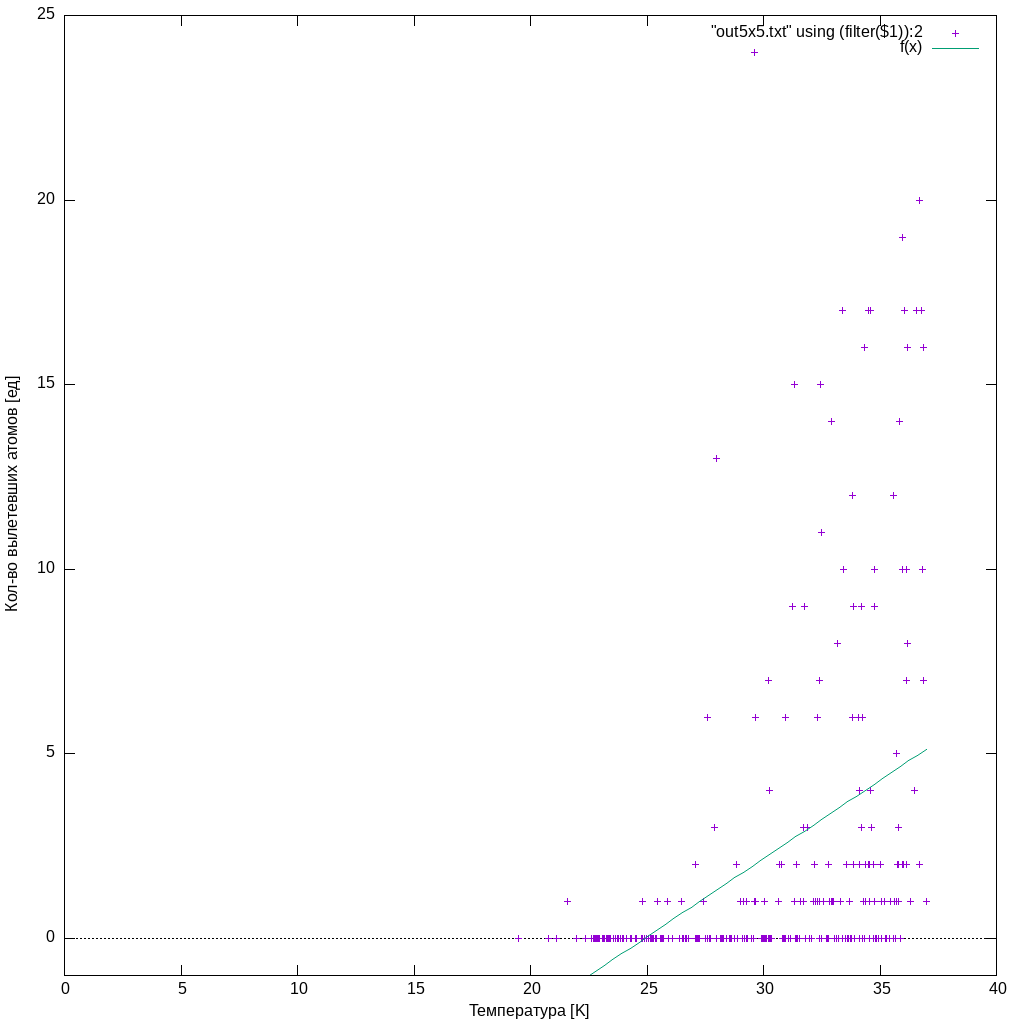 "out5x5.txt" using (filter($1)):2
f(x)
25
20
15
10
5
0
Кол-во вылетевших атомов [ед]
0 5 10 15 20 25 30 35 40
Температура [K]